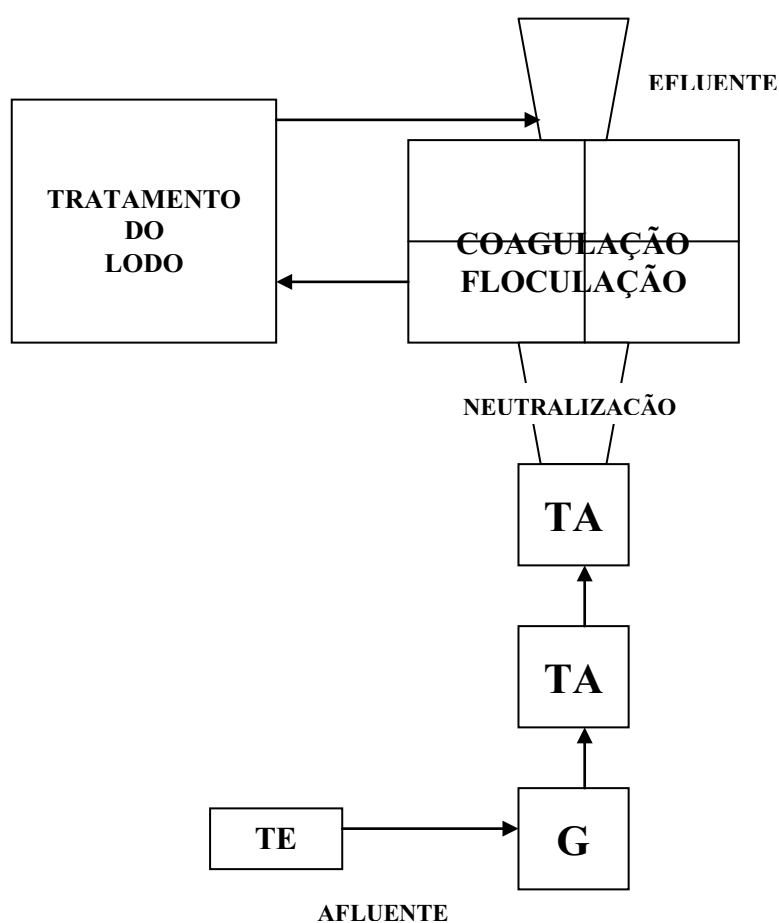 EFLUENTE
TRATAMENTO
DO
LODO
COAGULAÇÃO
FLOCULAÇÃO
NEUTRALIZAÇÃO
TA
TA
TE
G
AFLUENTE